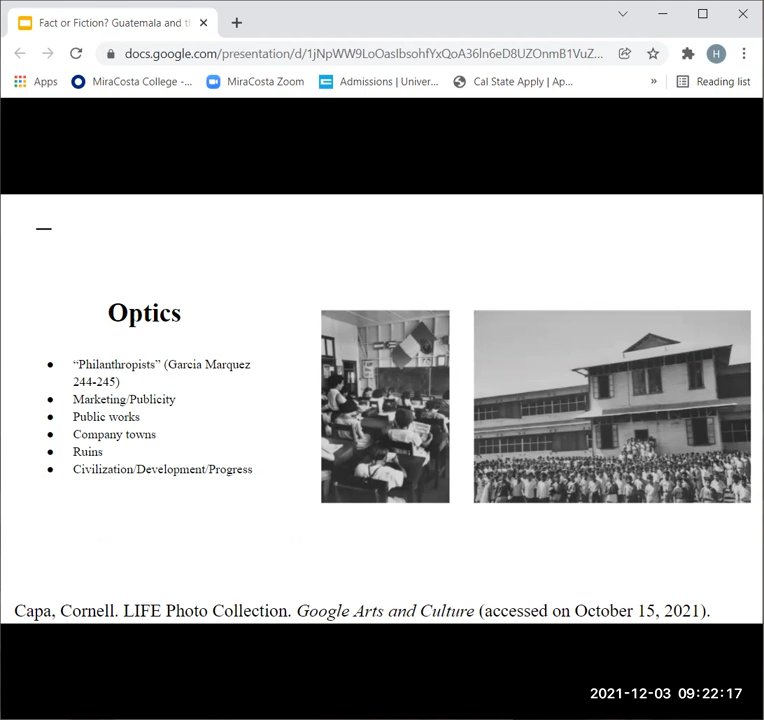 Fact or Fiction? Guatemala and t
docs.google.com/presentation/d/1jNpWW9LoOaslbsohfYxQoA36ln6eD8UZOnmB1VuZ...
H
Apps
MiraCosta College -...
MiraCosta Zoom
Admissions | Univer...
Cal State Apply | Ap...
»
Reading list
Optics
● “Philanthropists” (Garcia Marquez
244-245)
● Marketing/Publicity
● Public works
● Company towns
● Ruins
● Civilization/Development/Progress
Capa, Cornell. LIFE Photo Collection. Google Arts and Culture (accessed on October 15, 2021).
2021-12-03 09:22:17